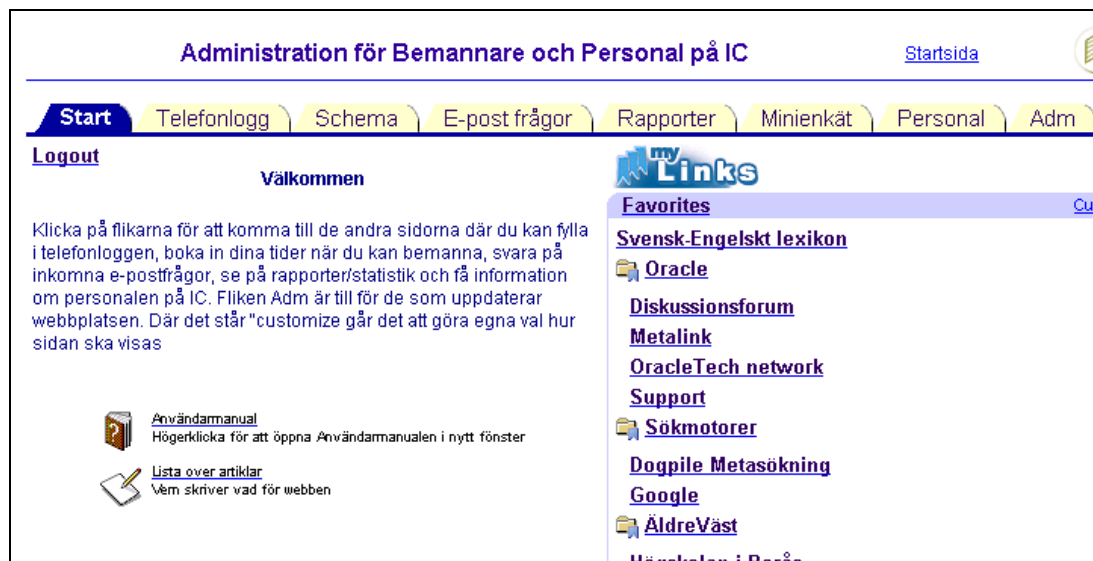 Administration för Bemannare och Personal på IC
Startsida
Start
Telefonlogg
Schema
E-post frågor
Rapporter
Minienkät
Personal
Adm
Logout
Välkommen
Klicka på flikarna för att komma till de andra sidorna där du kan fylla
i telefonloggen, boka in dina tider när du kan bemanna, svara på
inkomna e-postfrågor, se på rapporter/statistik och få information
om personalen på IC. Fliken Adm är till för de som uppdaterar
webbplatsen. Där det står "customize går det att göra egna val hur
sidan ska visas
Användarmanual
Högerklicka för att öppna Användarmanualen i nytt fönster
Lista over artiklar
Vem skriver vad för webben
my
Links
Favorites
Cu
Svensk-Engelskt lexikon
Oracle
Diskussionsforum
Metalink
OracleTech network
Support
Sökmotorer
Dogpile Metasökning
Google
ÄldreVäst
Högskolan i Borås